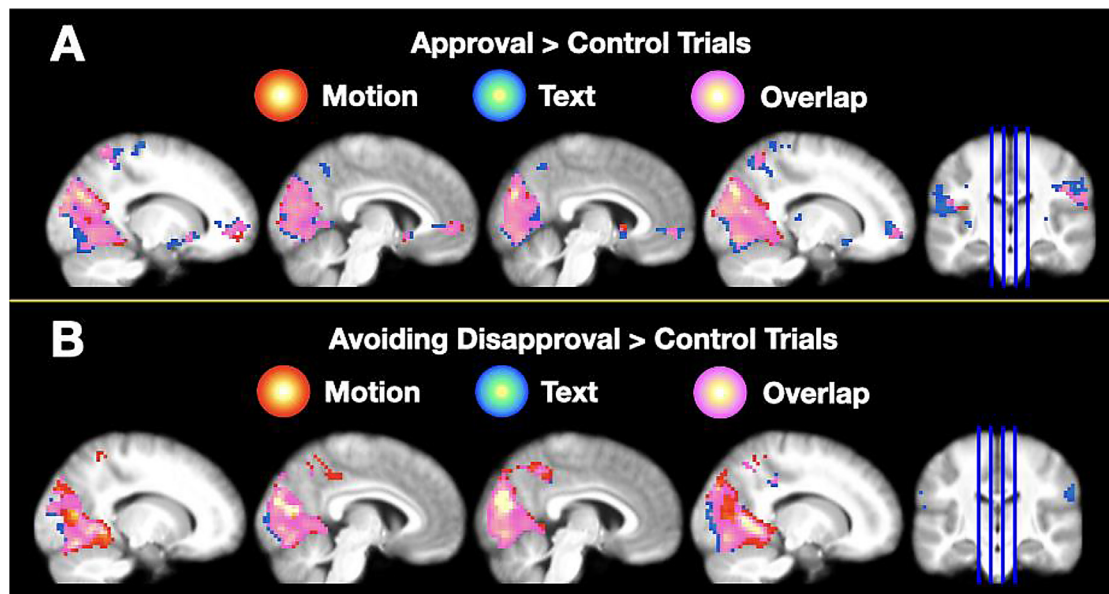 A
Approval > Control Trials
Motion Text Overlap
B
Avoiding Disapproval > Control Trials
Motion Text Overlap